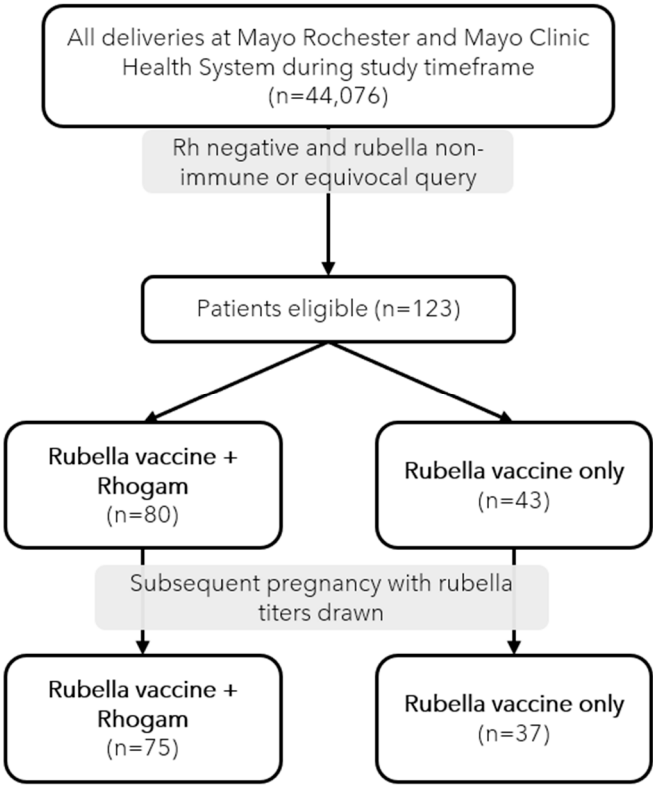 All deliveries at Mayo Rochester and Mayo Clinic
Health System during study timeframe
(n=44,076)
Rh negative and rubella non-
immune or equivocal query
Patients eligible (n=123)
Rubella vaccine +
Rhogam
(n=80)
Rubella vaccine only
(n=43)
Subsequent pregnancy with rubella
titers drawn
Rubella vaccine +
Rhogam
(n=75)
Rubella vaccine only
(n=37)